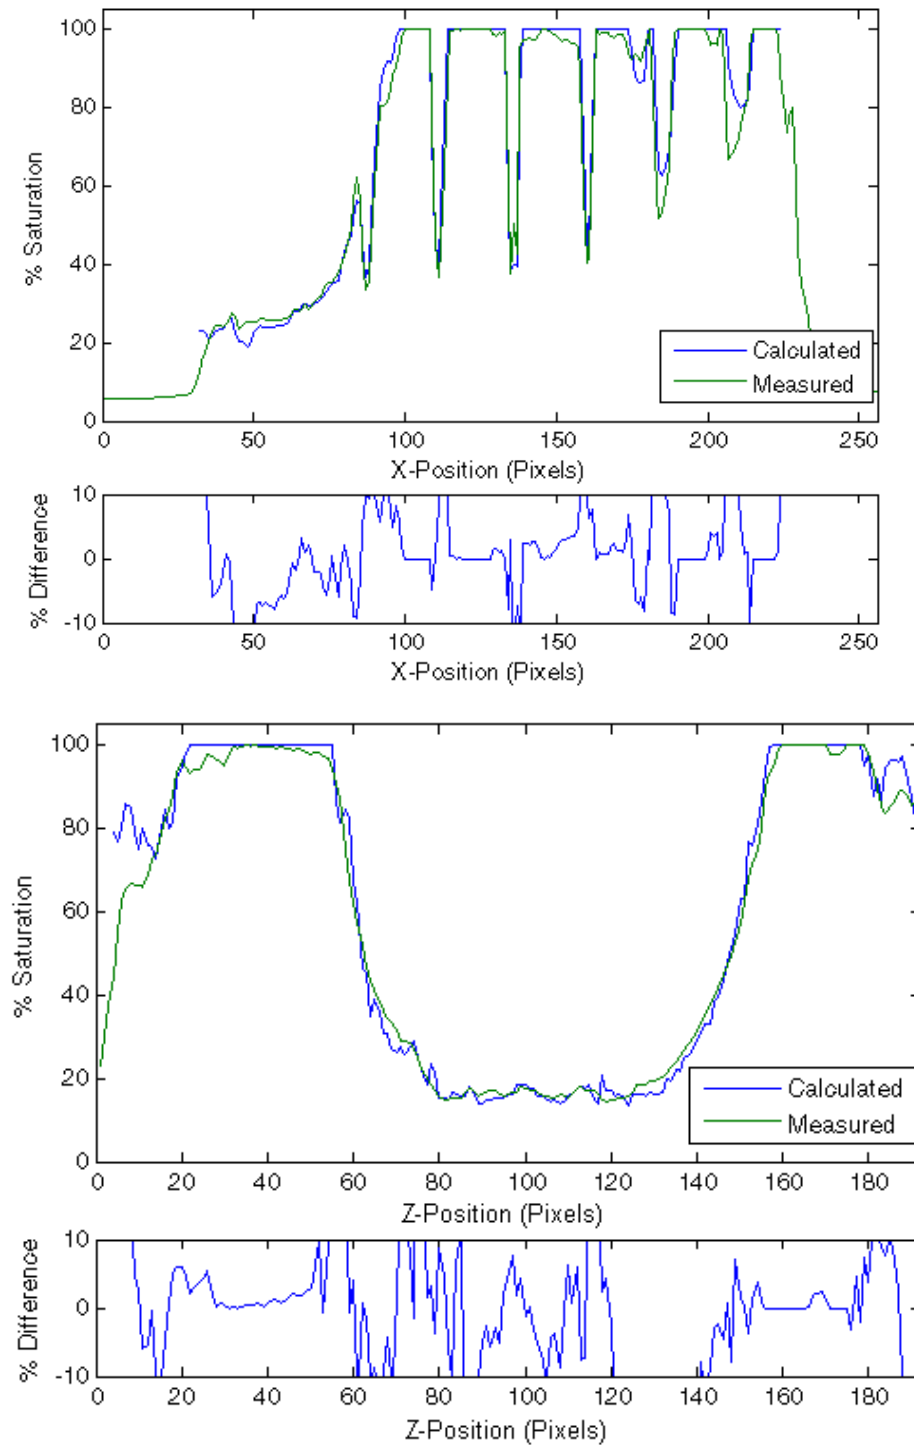 100
80
60
40
20
0
% Saturation
Calculated
Measured
0 50 100 150 200 250
X-Position (Pixels)
10
0
-10
% Difference
0 50 100 150 200 250
X-Position (Pixels)
100
80
60
40
20
0
% Saturation
Calculated
Measured
0 20 40 60 80 100 120 140 160 180
Z-Position (Pixels)
10
0
-10
% Difference
0 20 40 60 80 100 120 140 160 180
Z-Position (Pixels)